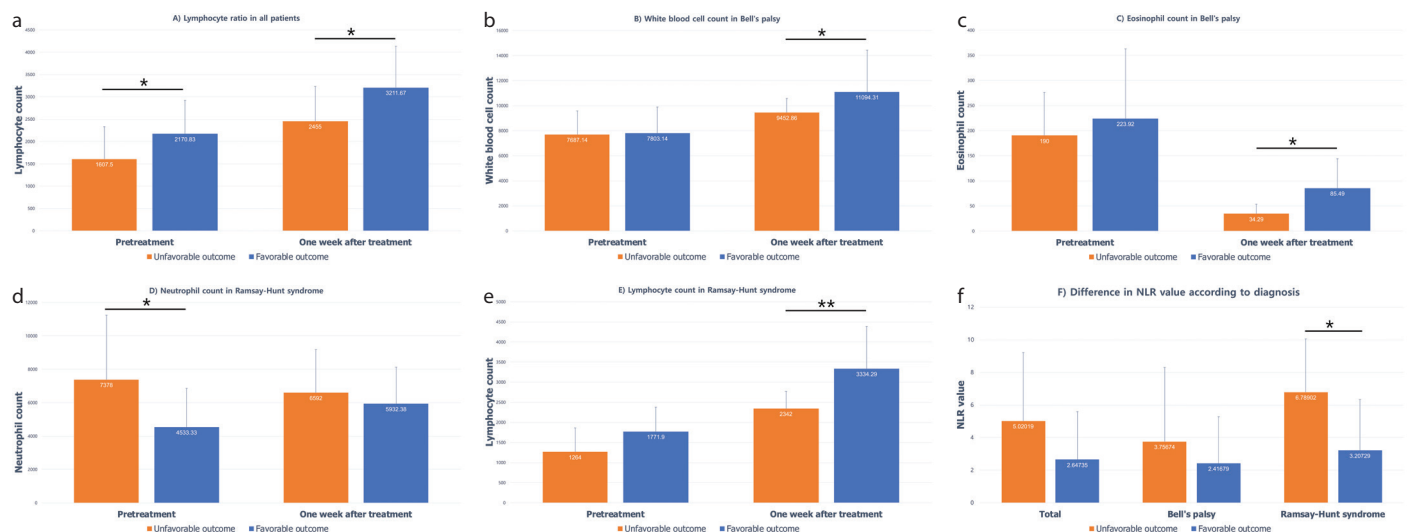 a
A) Lymphocyte ratio in all patients
Lymphocyte count
5000
4500
4000
3500
3000
2500
2000
1500
1000
500
0
*
*
1607.5
2170.83
2455
3211.67
Pretreatment
One week after treatment
Unfavorable outcome
Favorable outcome
b
B) White blood cell count in Bell's palsy
White blood cell count
16000
14000
12000
10000
8000
6000
4000
2000
0
*
7697.14
7803.14
9452.86
11094.31
Pretreatment
One week after treatment
Unfavorable outcome
Favorable outcome
c
C) Eosinophil count in Bell's palsy
Eosinophil count
400
350
300
250
200
150
100
50
0
*
190
223.92
34.29
85.49
Pretreatment
One week after treatment
Unfavorable outcome
Favorable outcome
d
D) Neutrophil count in Ramsay-Hunt syndrome
Neutrophil count
12000
10000
8000
6000
4000
2000
0
*
7378
4533.33
6592
5932.38
Pretreatment
One week after treatment
Unfavorable outcome
Favorable outcome
e
E) Lymphocyte count in Ramsay-Hunt syndrome
Lymphocyte count
5000
4500
4000
3500
3000
2500
2000
1500
1000
500
0
**
1264
1771.9
2342
3334.29
Pretreatment
One week after treatment
Unfavorable outcome
Favorable outcome
f
F) Difference in NLR value according to diagnosis
NLR value
12
10
8
6
4
2
0
*
5.02019
2.64735
3.75674
2.41679
6.78902
3.20729
Total
Bell's palsy
Ramsay-Hunt syndrome
Unfavorable outcome
Favorable outcome